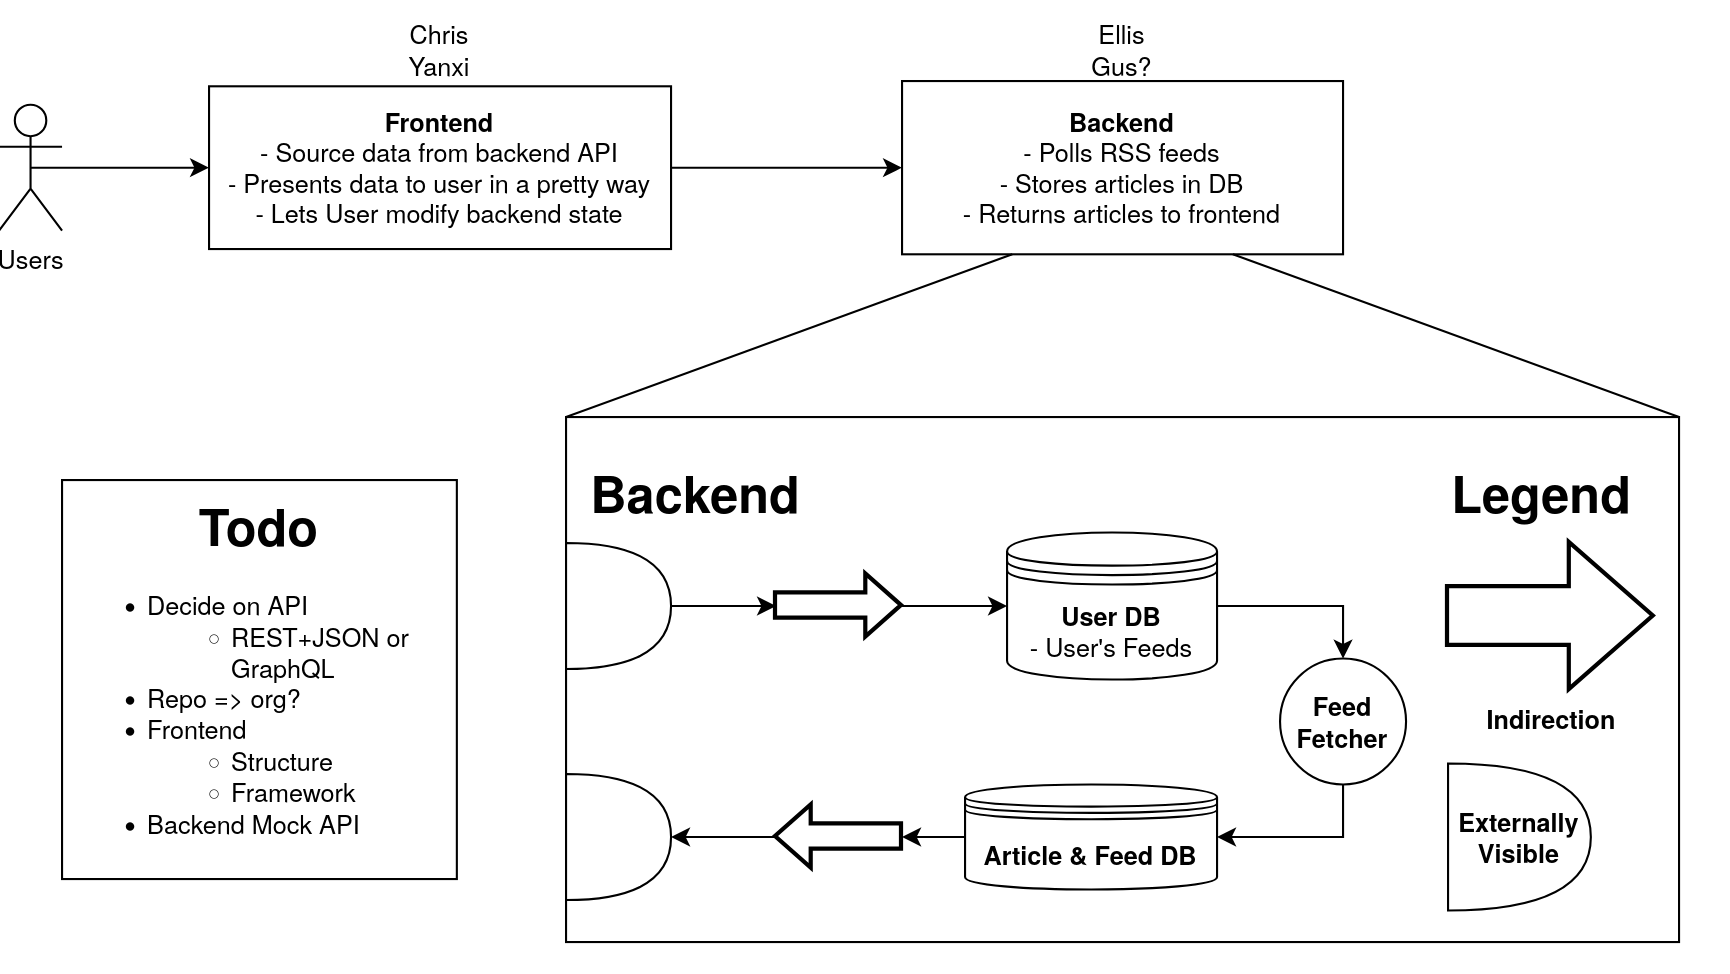 Chris
Yanxi
Ellis
Gus?
Users
Frontend
- Source data from backend API
- Presents data to user in a pretty way
- Lets User modify backend state
Backend
- Polls RSS feeds
- Stores articles in DB
- Returns articles to frontend
Todo
• Decide on API
○ REST+JSON or
GraphQL
• Repo => org?
• Frontend
○ Structure
○ Framework
• Backend Mock API
Backend
User DB
- User's Feeds
Feed
Fetcher
Article & Feed DB
Legend
Indirection
Externally
Visible